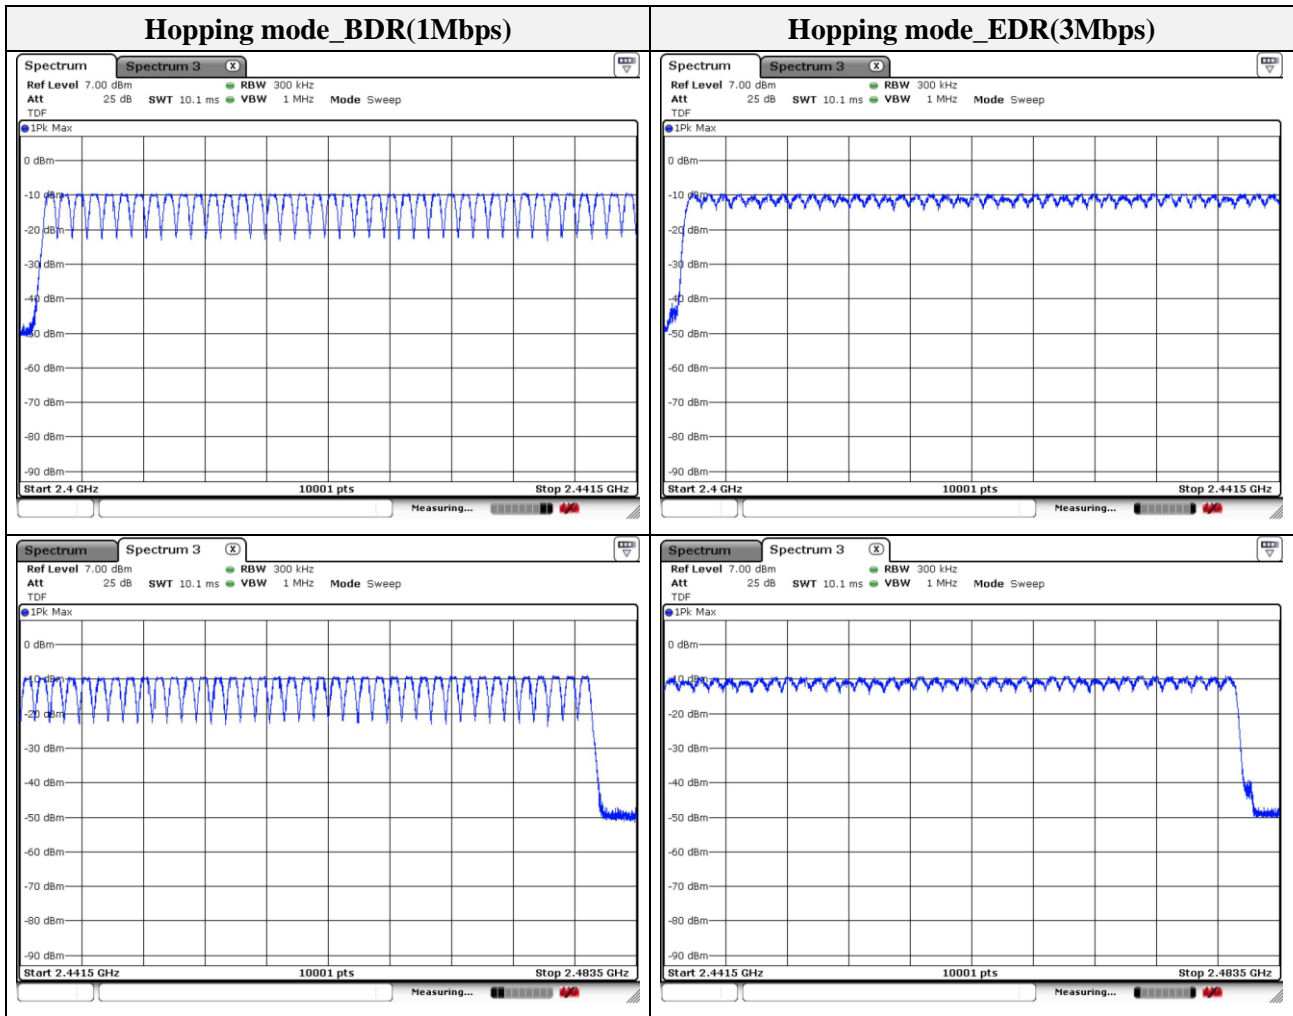 Hopping mode_BDR(1Mbps)
Hopping mode_EDR(3Mbps)
Spectrum Spectrum 3 X
Ref Level 7.00 dBm RBW 300 kHz
Att 25 dB SWT 10.1 ms VBW 1 MHz Mode Sweep
TDF
1Pk Max
0 dBm
-10 dBm
-20 dBm
-30 dBm
-40 dBm
-50 dBm
-60 dBm
-70 dBm
-80 dBm
-90 dBm
Start 2.4 GHz 10001 pts Stop 2.4415 GHz
Measuring...
Spectrum Spectrum 3 X
Ref Level 7.00 dBm RBW 300 kHz
Att 25 dB SWT 10.1 ms VBW 1 MHz Mode Sweep
TDF
1Pk Max
0 dBm
-10 dBm
-20 dBm
-30 dBm
-40 dBm
-50 dBm
-60 dBm
-70 dBm
-80 dBm
-90 dBm
Start 2.4 GHz 10001 pts Stop 2.4415 GHz
Measuring...
Spectrum Spectrum 3 X
Ref Level 7.00 dBm RBW 300 kHz
Att 25 dB SWT 10.1 ms VBW 1 MHz Mode Sweep
TDF
1Pk Max
0 dBm
-10 dBm
-20 dBm
-30 dBm
-40 dBm
-50 dBm
-60 dBm
-70 dBm
-80 dBm
-90 dBm
Start 2.4415 GHz 10001 pts Stop 2.4835 GHz
Measuring...
Spectrum Spectrum 3 X
Ref Level 7.00 dBm RBW 300 kHz
Att 25 dB SWT 10.1 ms VBW 1 MHz Mode Sweep
TDF
1Pk Max
0 dBm
-10 dBm
-20 dBm
-30 dBm
-40 dBm
-50 dBm
-60 dBm
-70 dBm
-80 dBm
-90 dBm
Start 2.4415 GHz 10001 pts Stop 2.4835 GHz
Measuring...